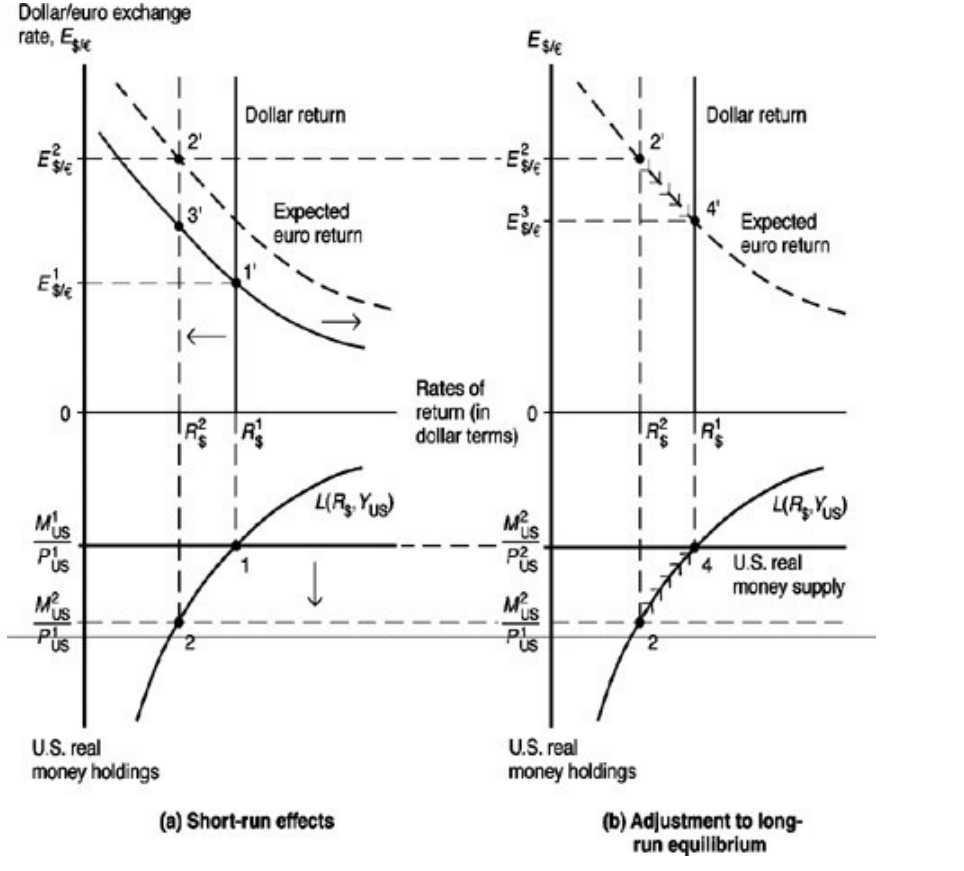 Dollar/euro exchange
rate, E$/€
E$/€
Dollar return
Dollar return
2'
2'
E²$/€
E²$/€
3'
Expected
euro return
4'
E³$/€
Expected
euro return
E¹$/€
1'
Rates of
return (in
dollar terms)
0
0
R²$ R¹$
R²$ R¹$
L(R$,YUS)
L(R$,YUS)
M¹US
P¹US
M²US
P²US
1
4
U.S. real
money supply
M²US
P¹US
M²US
P¹US
2
2
U.S. real
money holdings
U.S. real
money holdings
(a) Short-run effects
(b) Adjustment to long-
run equilibrium